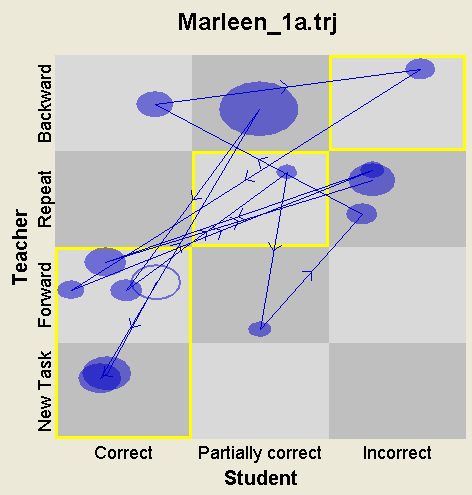 Marleen_1a.trj
Teacher
Backward
Repeat
Forward
New Task
Correct
Partially correct
Incorrect
Student